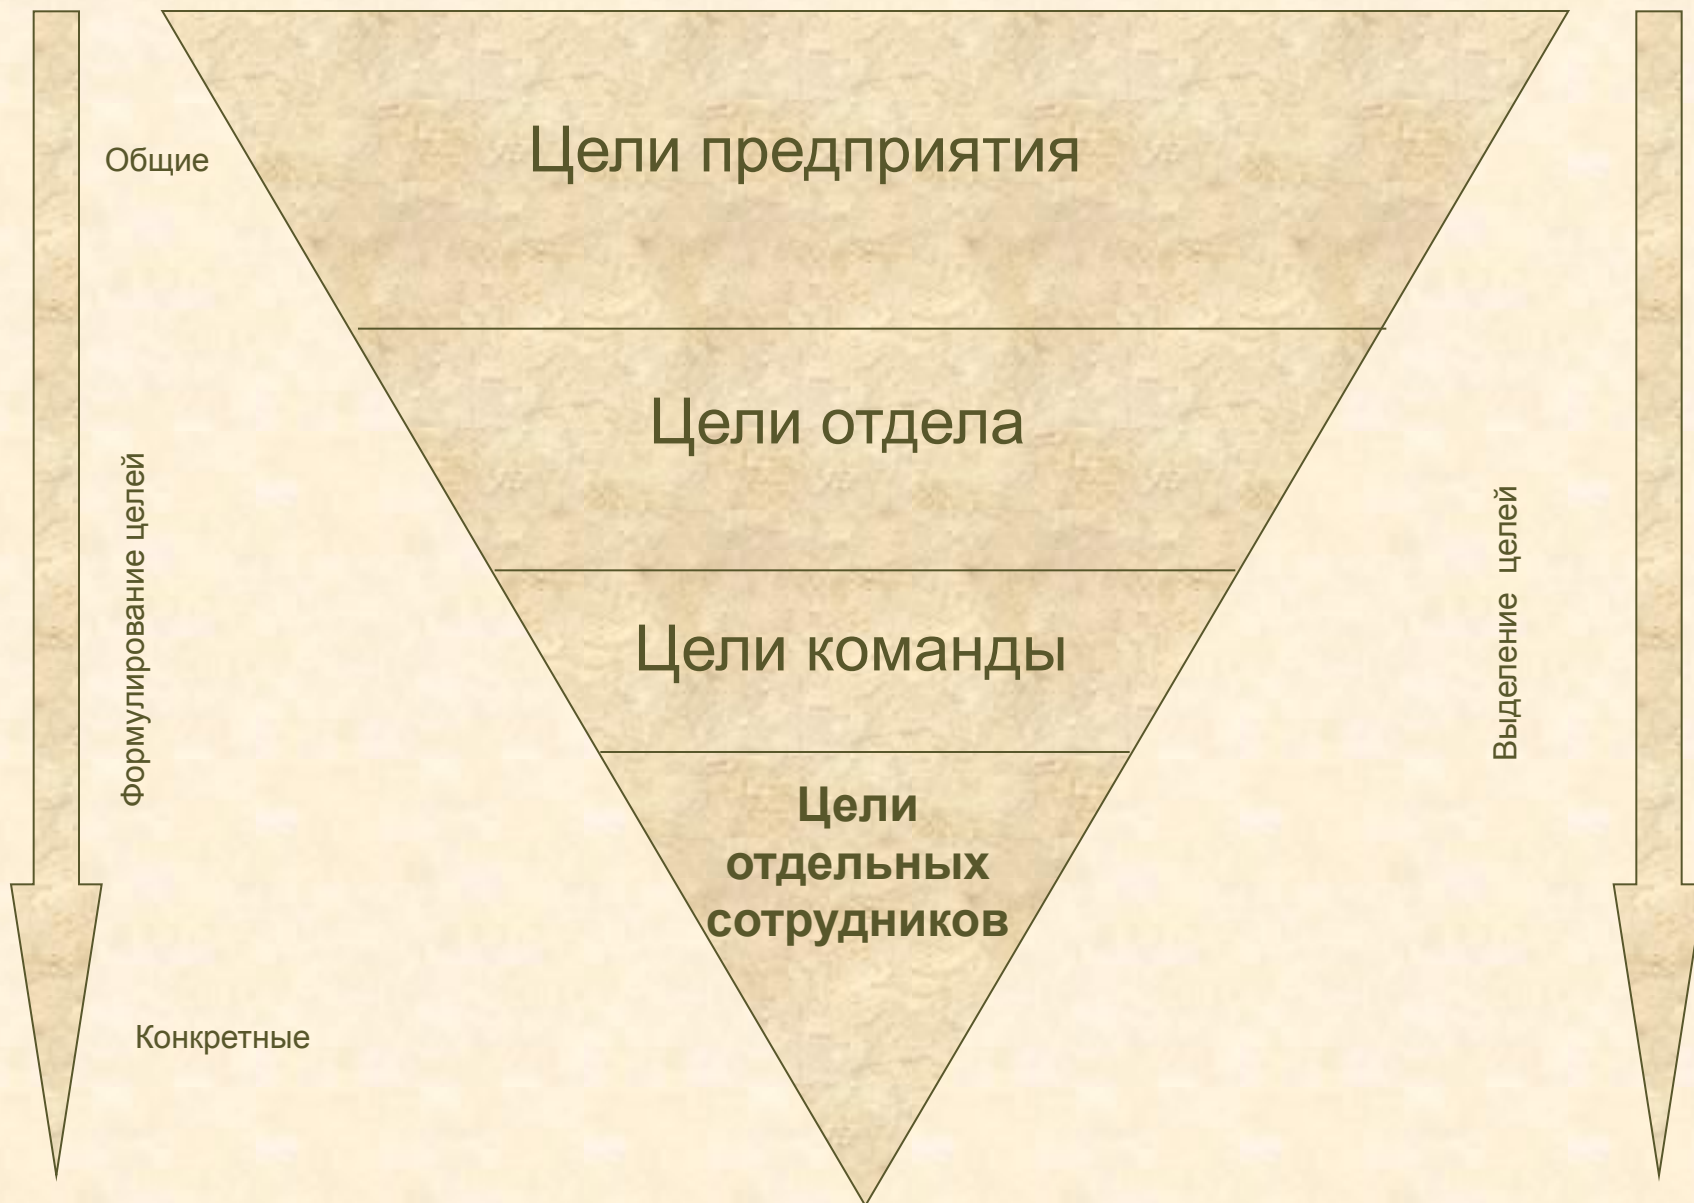 Общие
Цели предприятия
Цели отдела
Формулирование целей
Выделение целей
Цели команды
Цели
отдельных
сотрудников
Конкретные